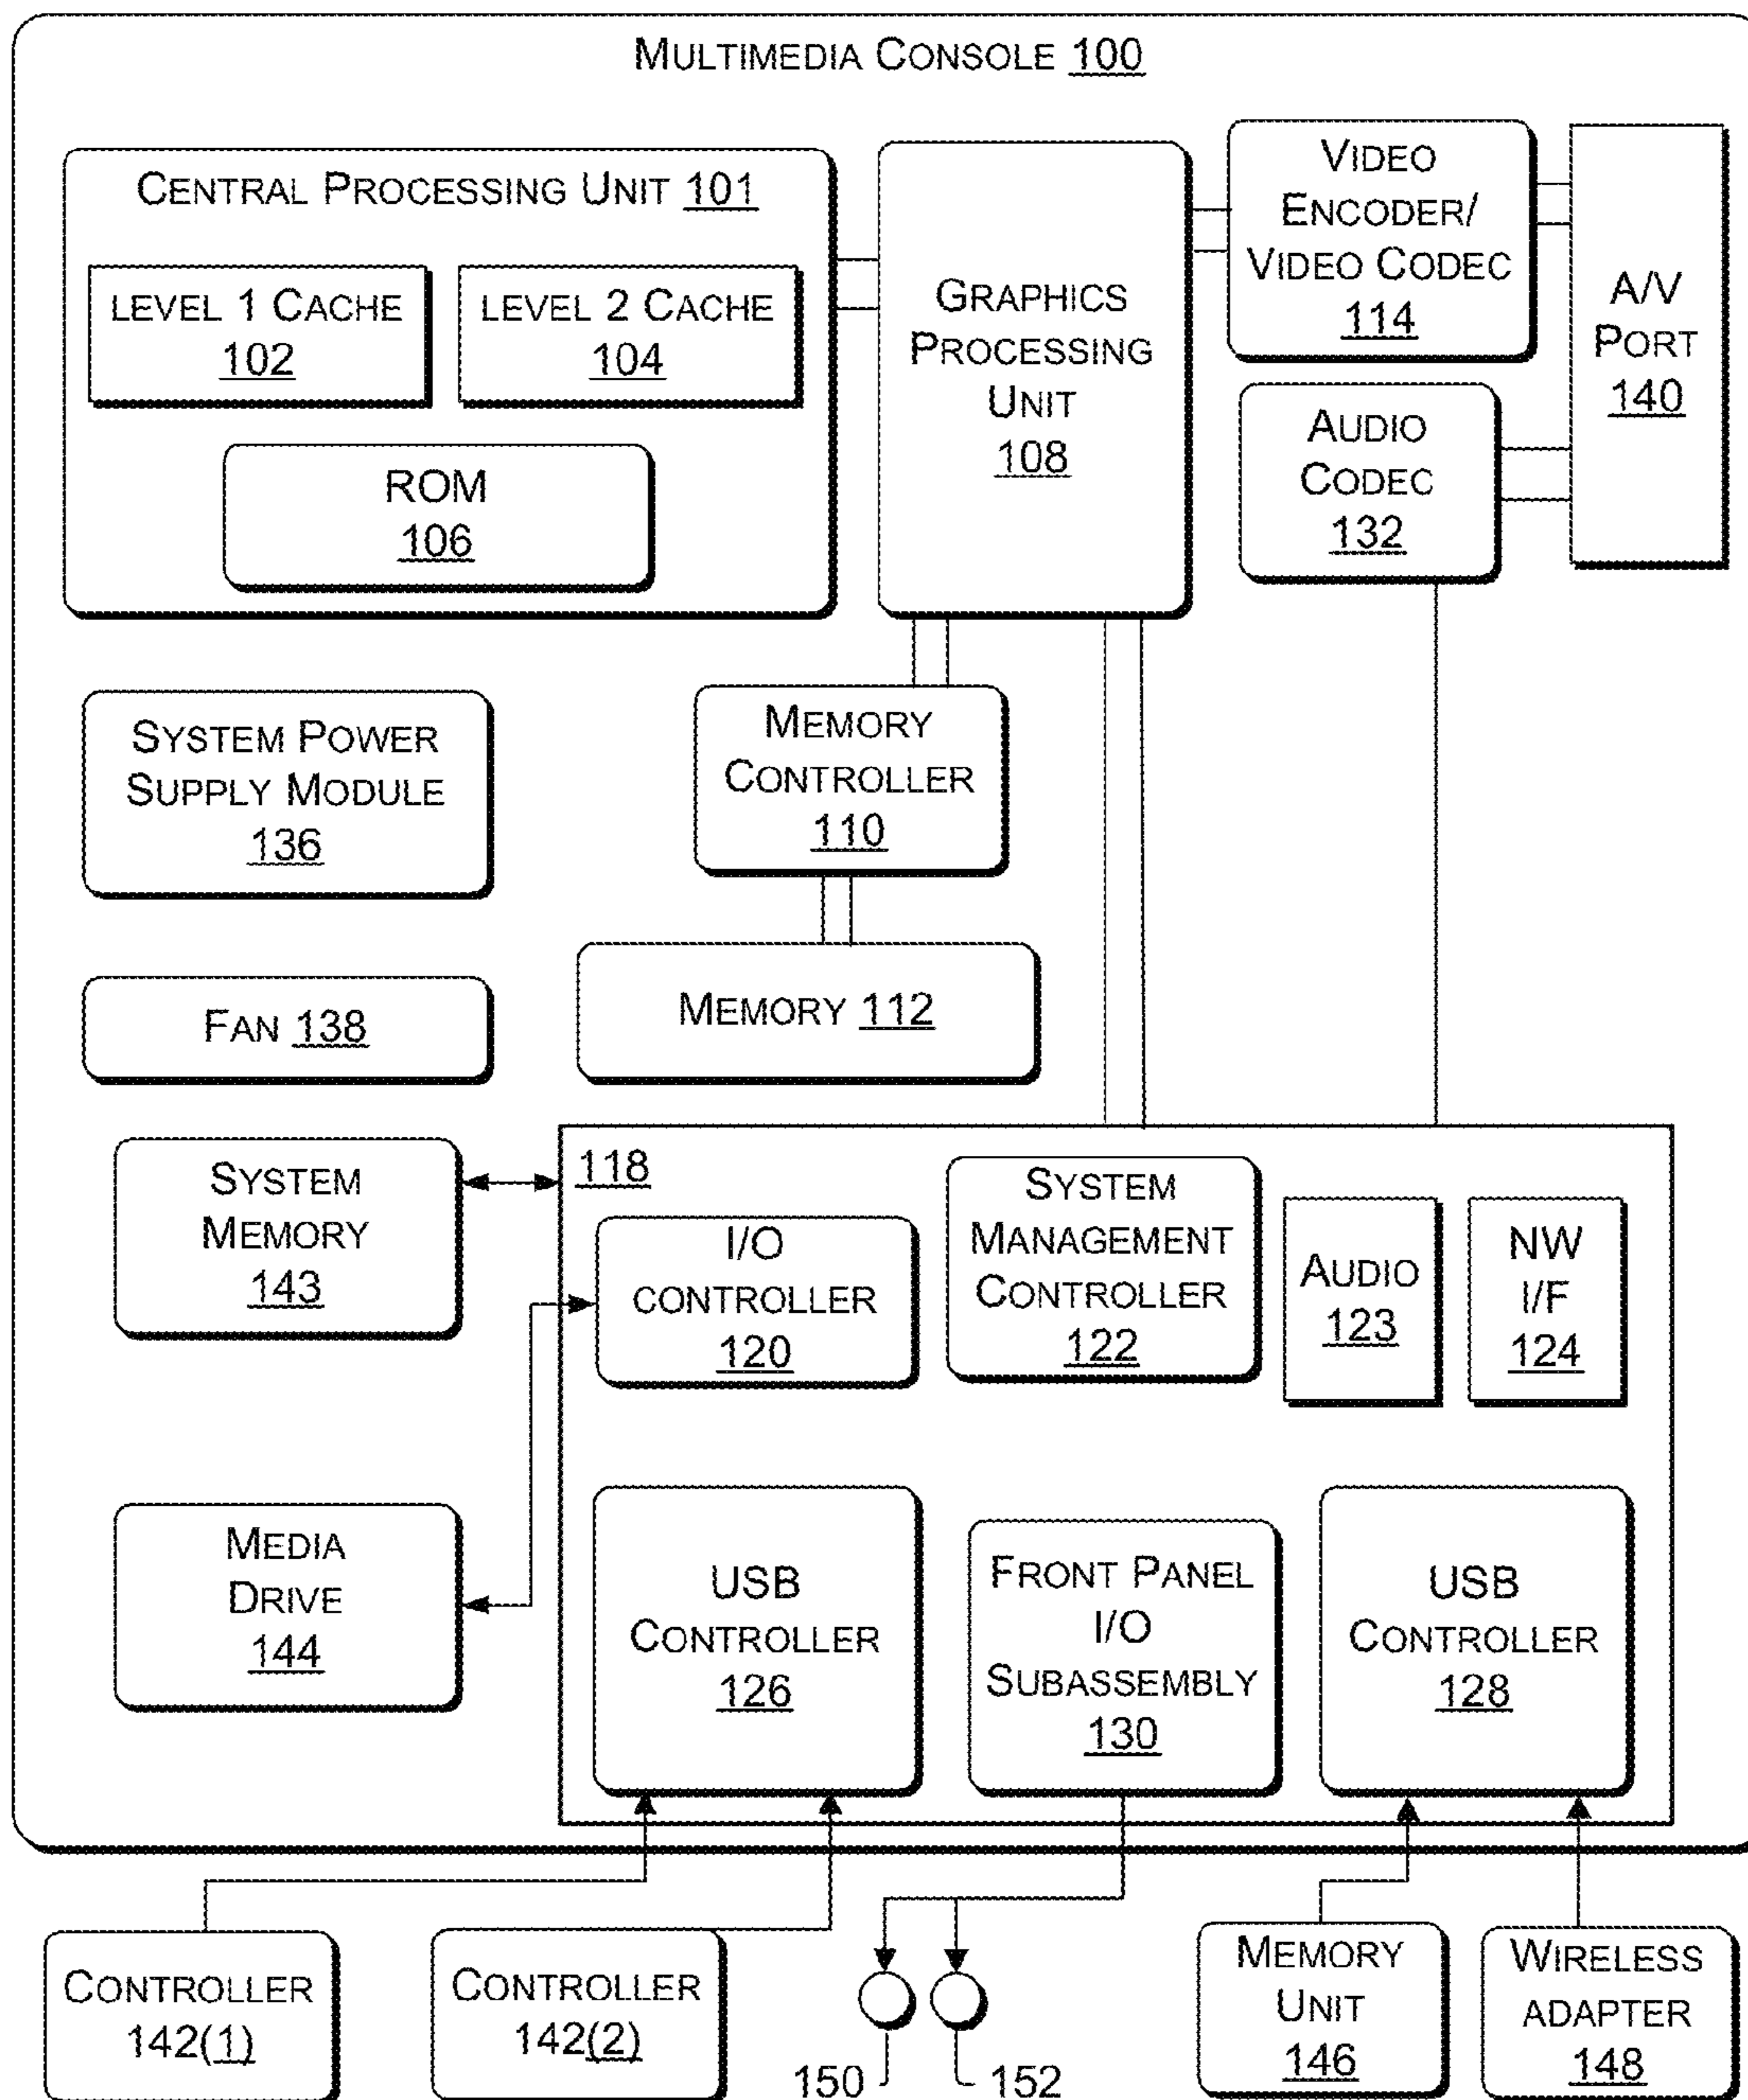 MULTIMEDIA CONSOLE 100
CENTRAL PROCESSING UNIT 101
LEVEL 1 CACHE
102
LEVEL 2 CACHE
104
ROM
106
GRAPHICS
PROCESSING
UNIT
108
VIDEO
ENCODER/
VIDEO CODEC
114
A/V
PORT
140
AUDIO
CODEC
132
SYSTEM POWER
SUPPLY MODULE
136
MEMORY
CONTROLLER
110
FAN 138
MEMORY 112
SYSTEM
MEMORY
143
118
I/O
CONTROLLER
120
SYSTEM
MANAGEMENT
CONTROLLER
122
AUDIO
123
NW
I/F
124
MEDIA
DRIVE
144
USB
CONTROLLER
126
FRONT PANEL
I/O
SUBASSEMBLY
130
USB
CONTROLLER
128
CONTROLLER
142(1)
CONTROLLER
142(2)
150
152
MEMORY
UNIT
146
WIRELESS
ADAPTER
148